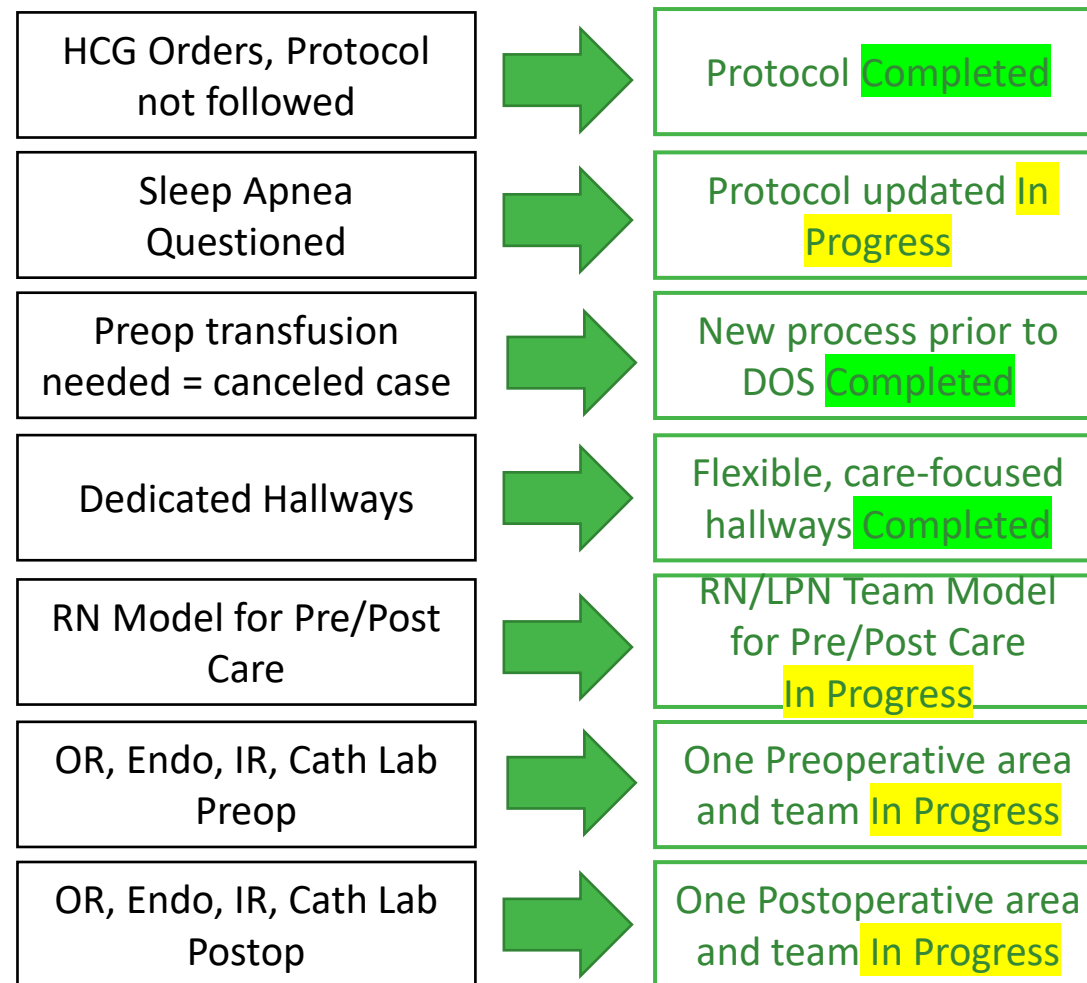 HCG Orders, Protocol
not followed
Protocol Completed
Sleep Apnea
Questioned
Protocol updated In
Progress
Preop transfusion
needed = canceled case
New process prior to
DOS Completed
Dedicated Hallways
Flexible, care-focused
hallways Completed
RN Model for Pre/Post
Care
RN/LPN Team Model
for Pre/Post Care
In Progress
OR, Endo, IR, Cath Lab
Preop
One Preoperative area
and team In Progress
OR, Endo, IR, Cath Lab
Postop
One Postoperative area
and team In Progress